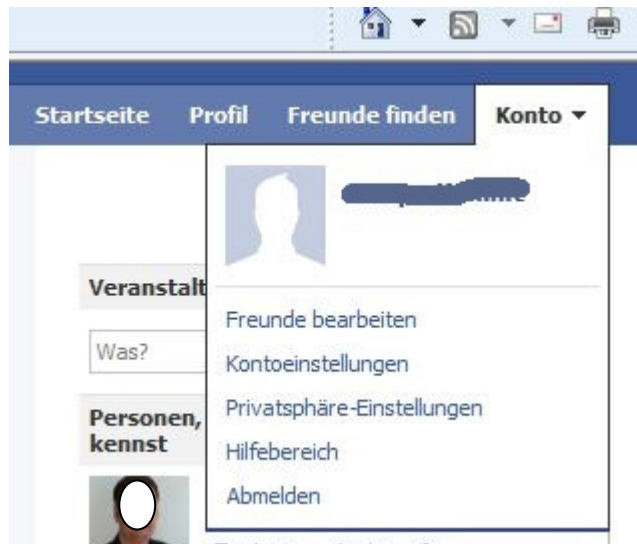 Startseite Profil Freunde finden Konto
Veranstalt
Was?
Personen,
kennst
Freunde bearbeiten
Kontoeinstellungen
Privatsphäre-Einstellungen
Hilfebereich
Abmelden